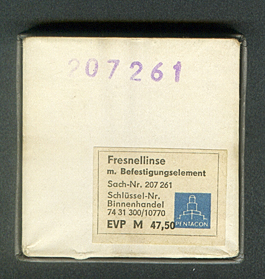 207261
Fresnellinse
m. Befestigungselement
Sach-Nr. 207 261
Schlüssel-Nr.
Binnenhandel
74 31 300/10770
EVP M 47,50
PENTACON